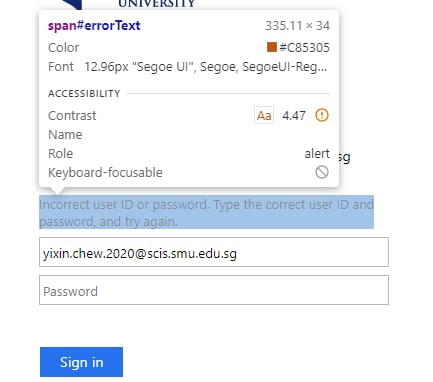 UNIVERSITY
span#errorText 335.11 × 34
Color #C85305
Font 12.96px "Segoe UI", Segoe, SegoeUI-Reg...
ACCESSIBILITY
Contrast Aa 4.47
Name
Role alert
Keyboard-focusable
sg
Incorrect user ID or password. Type the correct user ID and
password, and try again.
yixin.chew.2020@scis.smu.edu.sg
Password
Sign in